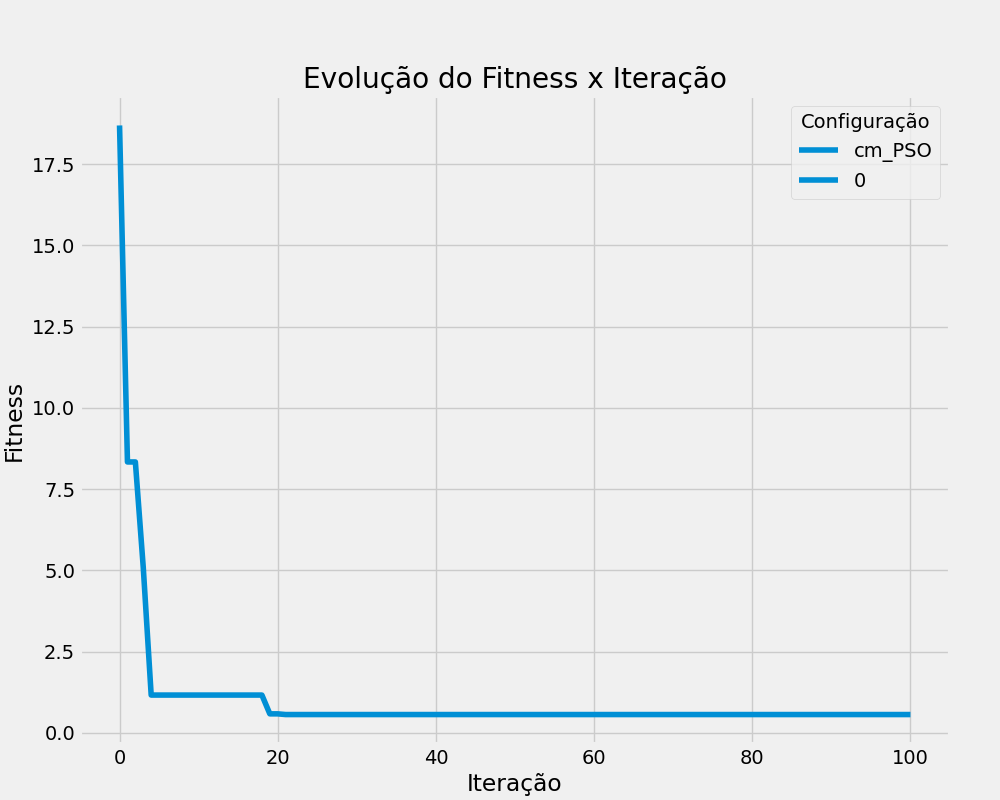 Evolução do Fitness x Iteração
Configuração
cm_PSO
0
17.5
15.0
12.5
10.0
7.5
5.0
2.5
0.0
Fitness
0 20 40 60 80 100
Iteração